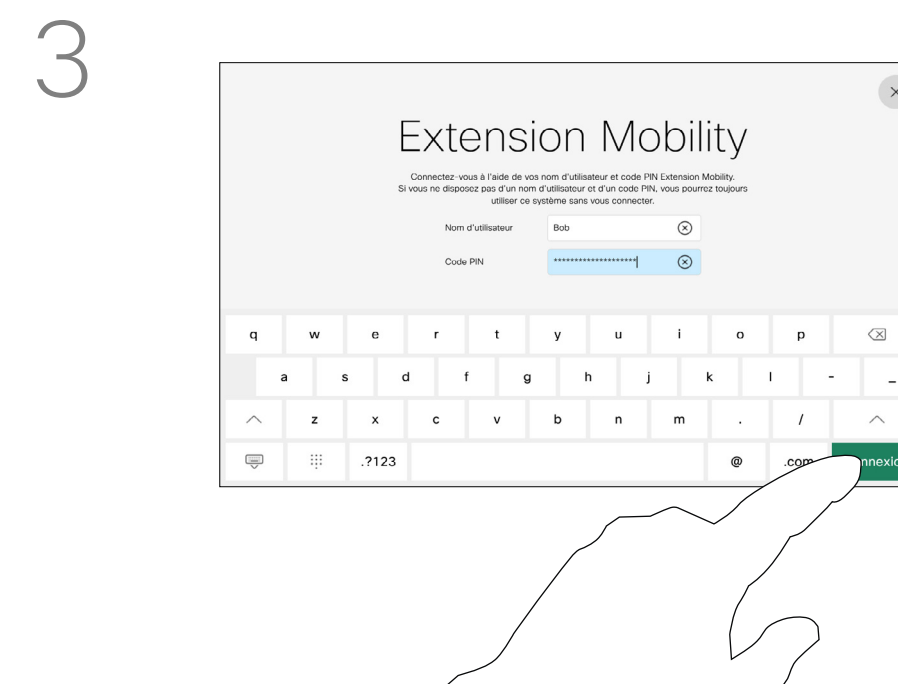 3
Extension Mobility
Connectez-vous à l'aide de vos nom d'utilisateur et code PIN Extension Mobility.
Si vous ne disposez pas d'un nom d'utilisateur et d'un code PIN, vous pourrez toujours
utiliser ce système sans vous connecter.
Nom d'utilisateur Bob
Code PIN ********************
q w e r t y u i o p
a s d f g h j k l - _
z x c v b n m . /
.?123 @ .com